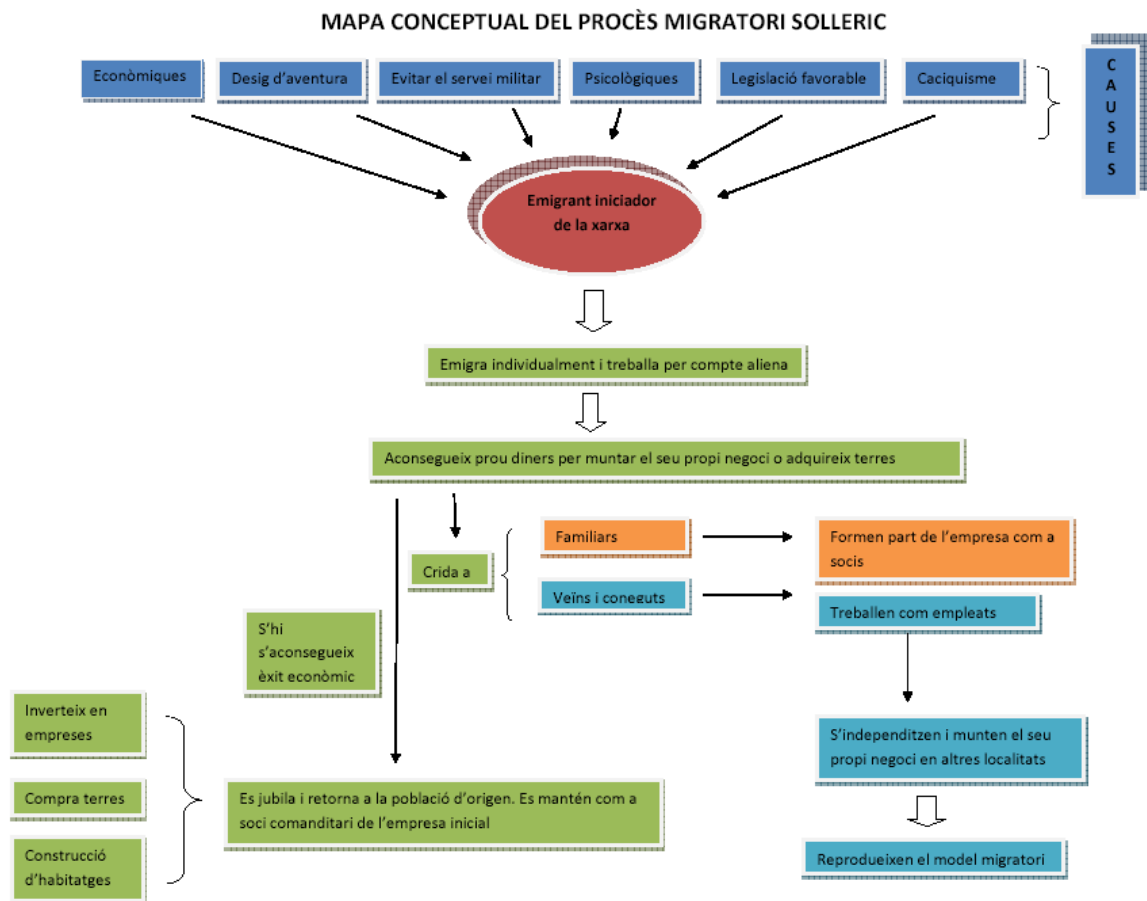 MAPA CONCEPTUAL DEL PROCÈS MIGRATORI SOLLERIC
Econòmiques
Desig d'aventura
Evitar el servei militar
Psicològiques
Legislació favorable
Caciquisme
CAUSES
Emigrant iniciador
de la xarxa
Emigra individualment i treballa per compte aliena
Aconsegueix prou diners per muntar el seu propi negoci o adquireix terres
Crida a
Familiars
Formen part de l'empresa com a
socis
Veïns i coneguts
Treballen com empleats
S'hi
s'aconsegueix
èxit econòmic
S'independitzen i munten el seu
propi negoci en altres localitats
Reprodueixen el model migratori
Es jubila i retorna a la població d'origen. Es mantén com a
soci comanditari de l'empresa inicial
Inverteix en
empreses
Compra terres
Construcció
d'habitatges